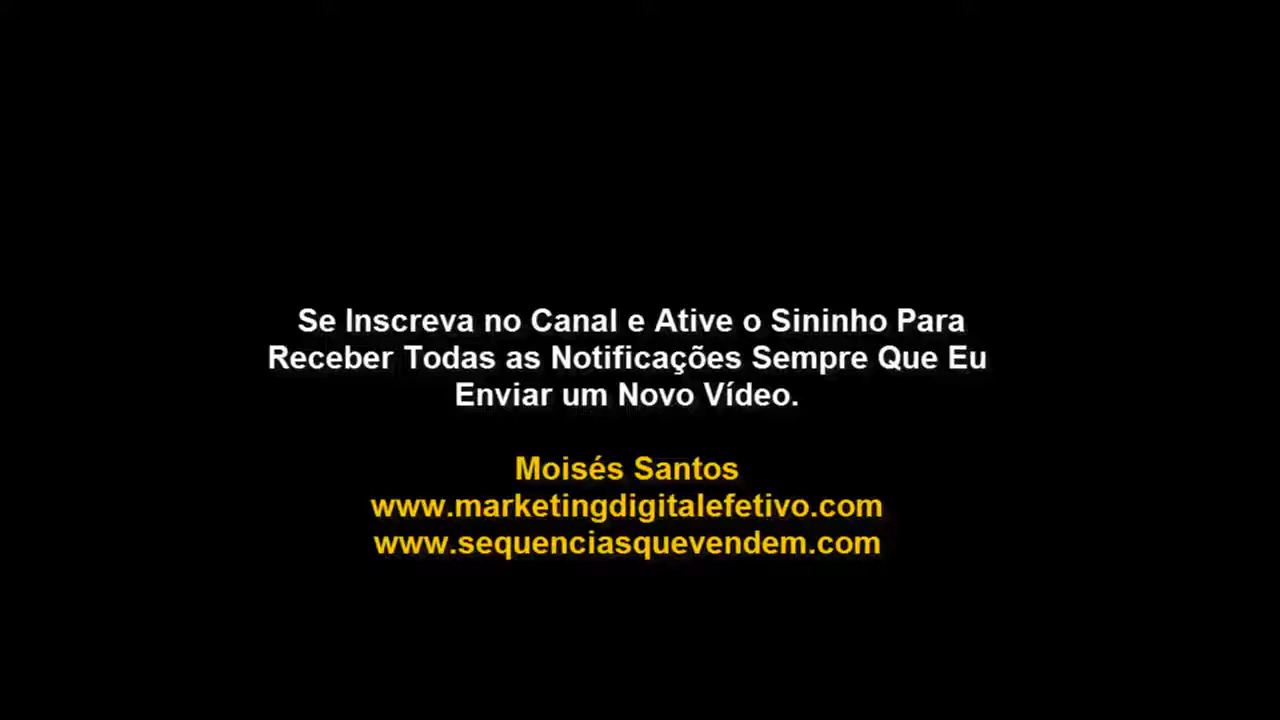 Se Inscreva no Canal e Ative o Sininho Para
Receber Todas as Notificações Sempre Que Eu
Enviar um Novo Vídeo.
Moisés Santos
www.marketingdigitalefetivo.com
www.sequenciasquevendem.com